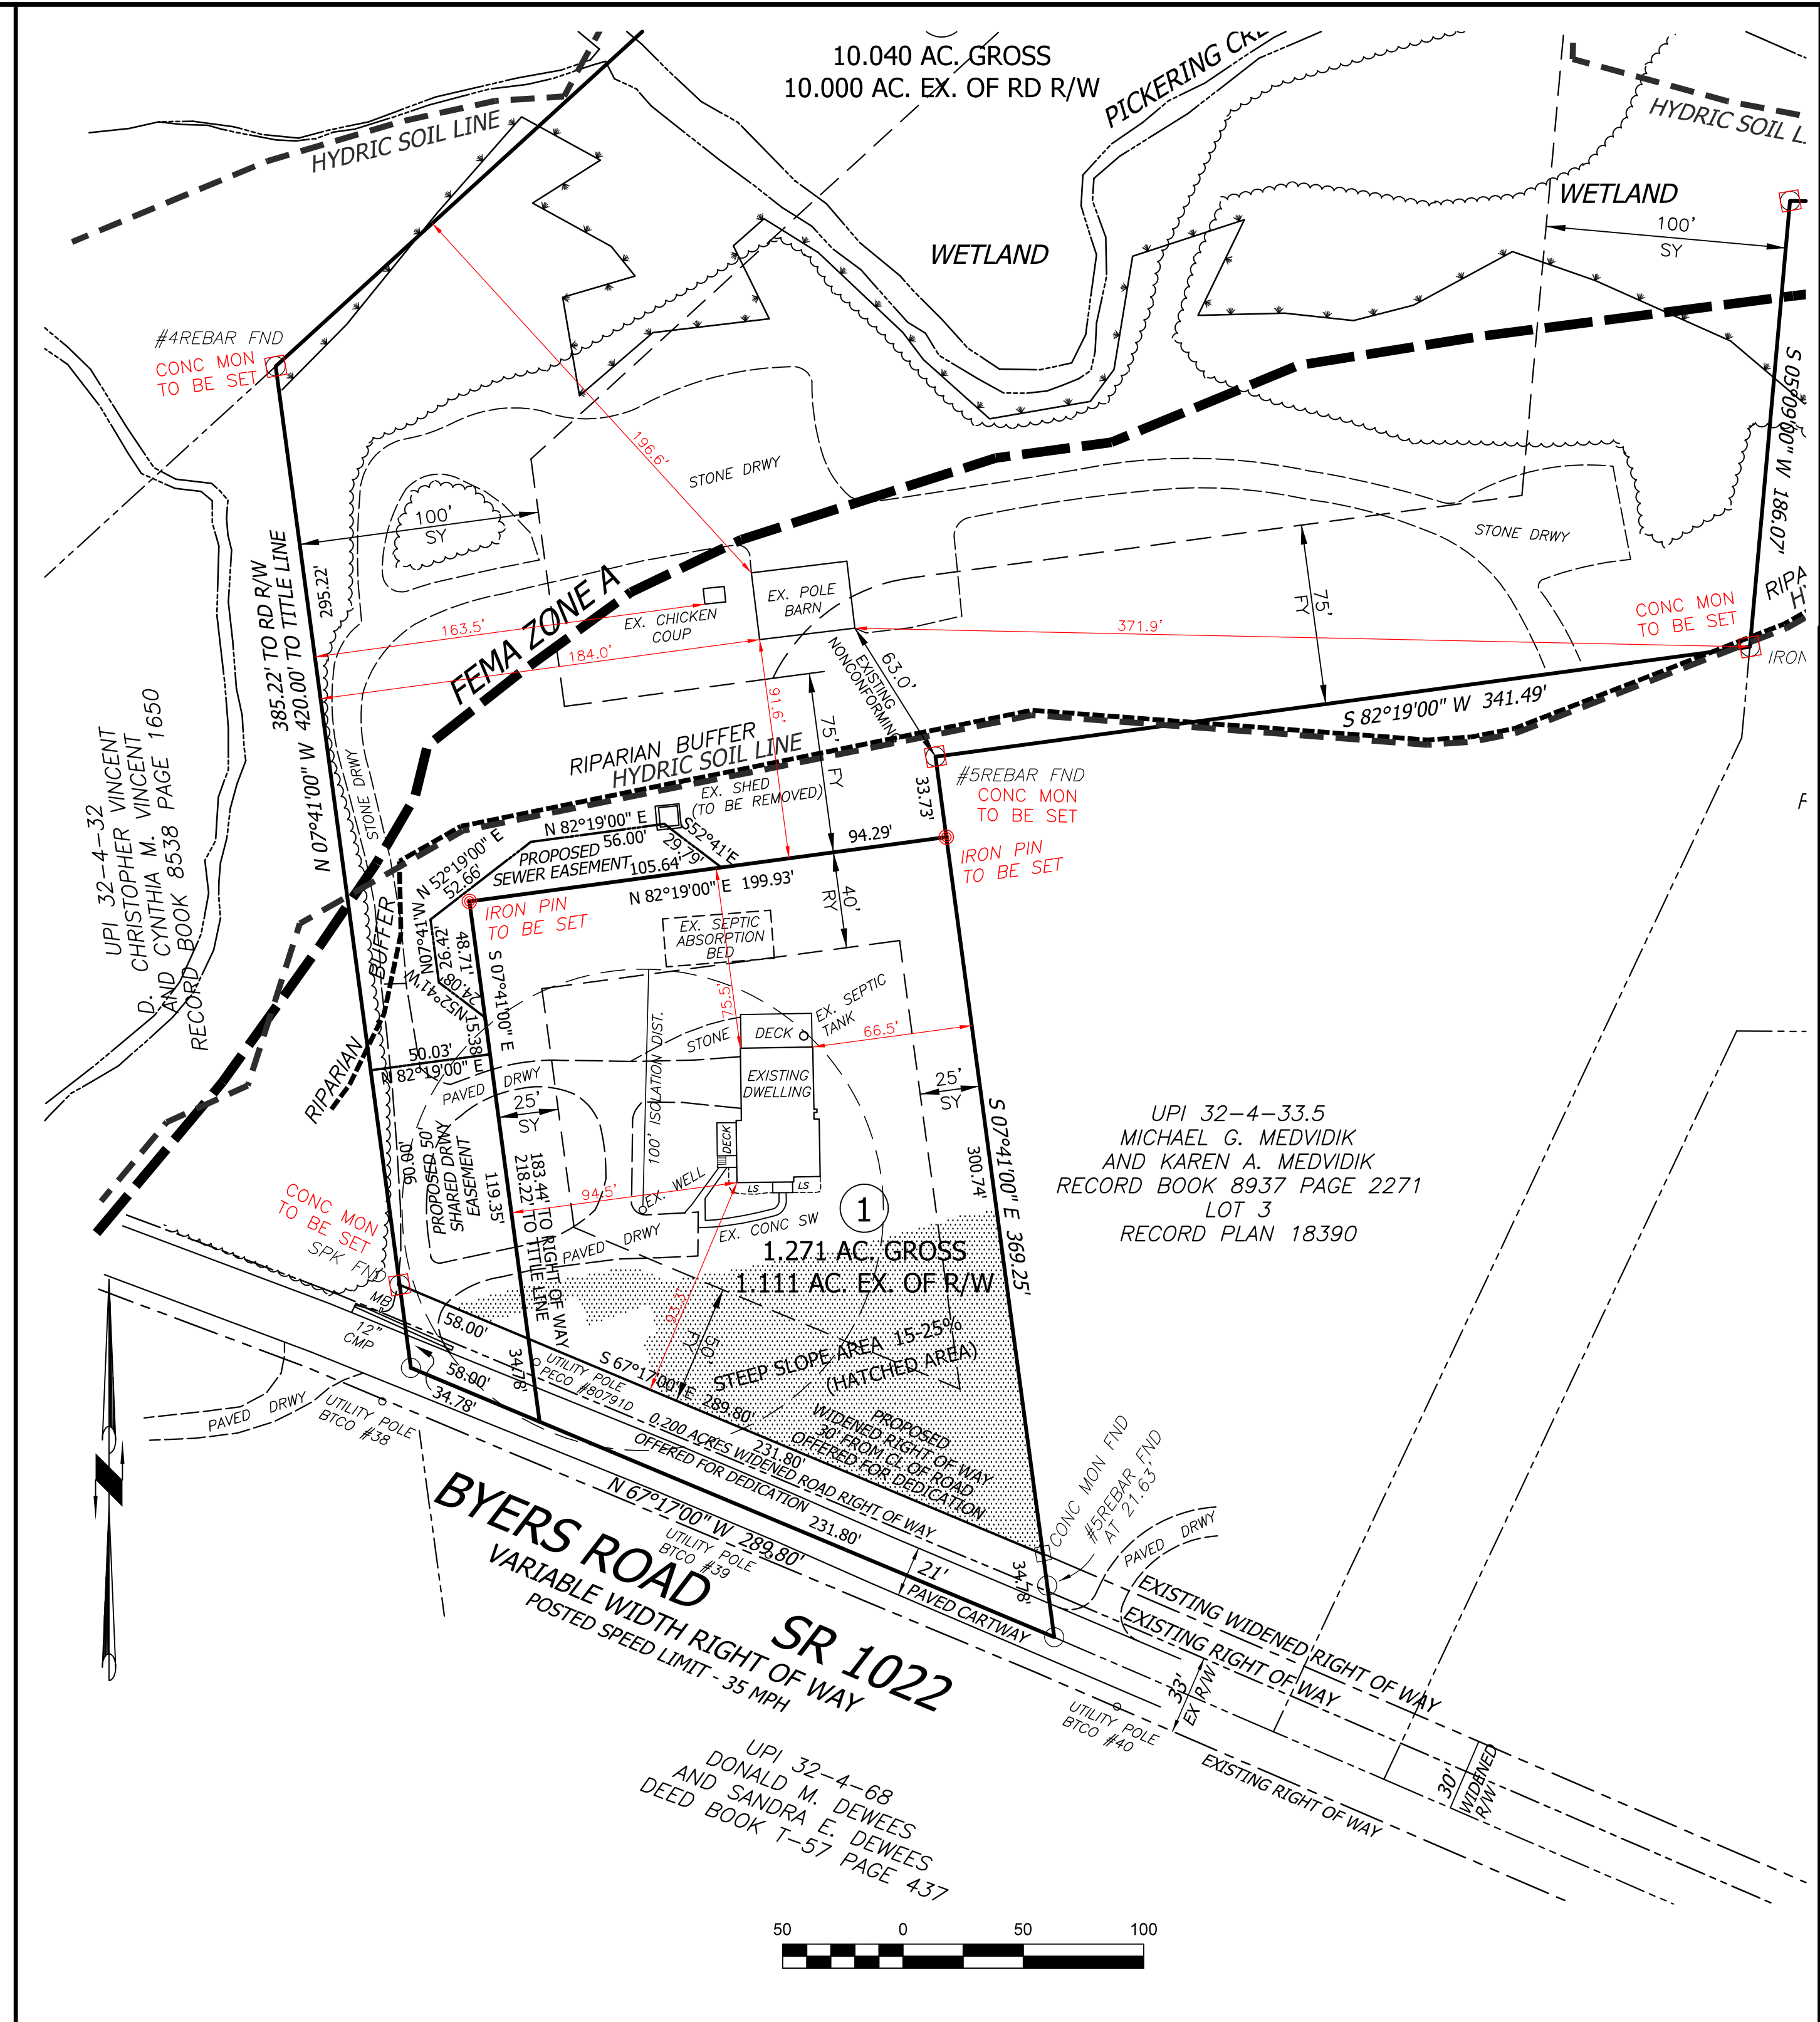 10.040 AC. GROSS
10.000 AC. EX. OF RD R/W
PICKERING
HYDRIC SOIL LINE
HYDRIC SOIL
WETLAND
WETLAND
100'
SY
#4REBAR FND
CONC MON
TO BE SET
S 05°09'00" W 186.07'
196.6'
STONE DRWY
100'
SY
STONE DRWY
385.22' TO RD R/W
N 07°41'00" W 420.00' TO TITLE LINE
295.22'
FEMA ZONE A
EX. POLE
BARN
EX. CHICKEN
COUP
163.5'
184.0'
371.9'
75'
FY
CONC MON
TO BE SET
IRON
63.0'
EXISTING
NONCONFORMING
91.6'
75'
FY
S 82°19'00" W 341.49'
UPI 32-4-32
D. CHRISTOPHER VINCENT
AND CYNTHIA M. VINCENT
RECORD BOOK 8538 PAGE 1650
STONE DRWY
RIPARIAN BUFFER
HYDRIC SOIL LINE
EX. SHED
(TO BE REMOVED)
33.73'
#5REBAR FND
CONC MON
TO BE SET
N 82°19'00" E
56.00'
S52°41'E
29.79'
94.29'
N 52°19'00" E
52.66'
PROPOSED
SEWER EASEMENT
105.64'
N 82°19'00" E 199.93'
IRON PIN
TO BE SET
IRON PIN
TO BE SET
40'
RY
EX. SEPTIC
ABSORPTION
BED
N07°41'W
26.42'
48.71'
N52°41'W
24.08'
15.38'
S 07°41'00" E
RIPARIAN BUFFER
50.03'
N 82°19'00" E
75.5'
STONE
DECK
EX. SEPTIC
TANK
66.5'
EXISTING
DWELLING
100' ISOLATION DIST.
PAVED DRWY
25'
SY
25'
SY
DECK
S 07°41'00" E 369.25'
300.74'
UPI 32-4-33.5
MICHAEL G. MEDVIDIK
AND KAREN A. MEDVIDIK
RECORD BOOK 8937 PAGE 2271
LOT 3
RECORD PLAN 18390
90.00'
PROPOSED 50'
SHARED DRWY
EASEMENT
119.35'
183.44' TO RIGHT OF WAY
218.22' TO TITLE LINE
94.5'
EX. WELL
LS
LS
EX. CONC SW
PAVED DRWY
1
1.271 AC. GROSS
1.111 AC. EX. OF R/W
CONC MON
TO BE SET
SPK FND
MB
12"
CMP
58.00'
93.3'
50'
FY
STEEP SLOPE AREA 15-25%
(HATCHED AREA)
58.00'
34.78'
34.78'
UTILITY POLE
PECO #80791D
S 67°17'00" E 289.80'
231.80'
PROPOSED
WIDENED RIGHT OF WAY
30' FROM CL OF ROAD
OFFERED FOR DEDICATION
0.200 ACRES WIDENED ROAD RIGHT OF WAY
OFFERED FOR DEDICATION
231.80'
PAVED DRWY
UTILITY POLE
BTCO #38
N 67°17'00" W 289.80'
UTILITY POLE
BTCO #39
21'
PAVED CARTWAY
34.78'
CONC MON FND
#5REBAR FND
AT 21.63'
PAVED DRWY
BYERS ROAD SR 1022
VARIABLE WIDTH RIGHT OF WAY
POSTED SPEED LIMIT - 35 MPH
EXISTING WIDENED RIGHT OF WAY
EXISTING RIGHT OF WAY
33'
EX R/W
UTILITY POLE
BTCO #40
EXISTING RIGHT OF WAY
30'
WIDENED
R/W
UPI 32-4-68
DONALD M. DEWEES
AND SANDRA E. DEWEES
DEED BOOK T-57 PAGE 437
50 0 50 100